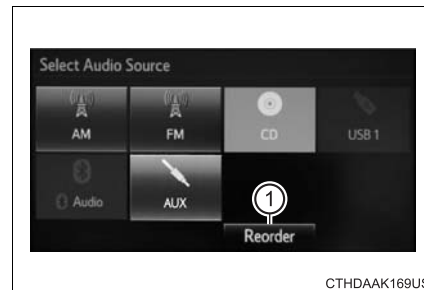 Select Audio Source
AM
FM
CD
USB 1
Audio
AUX
1
Reorder
CTHDAAK169US